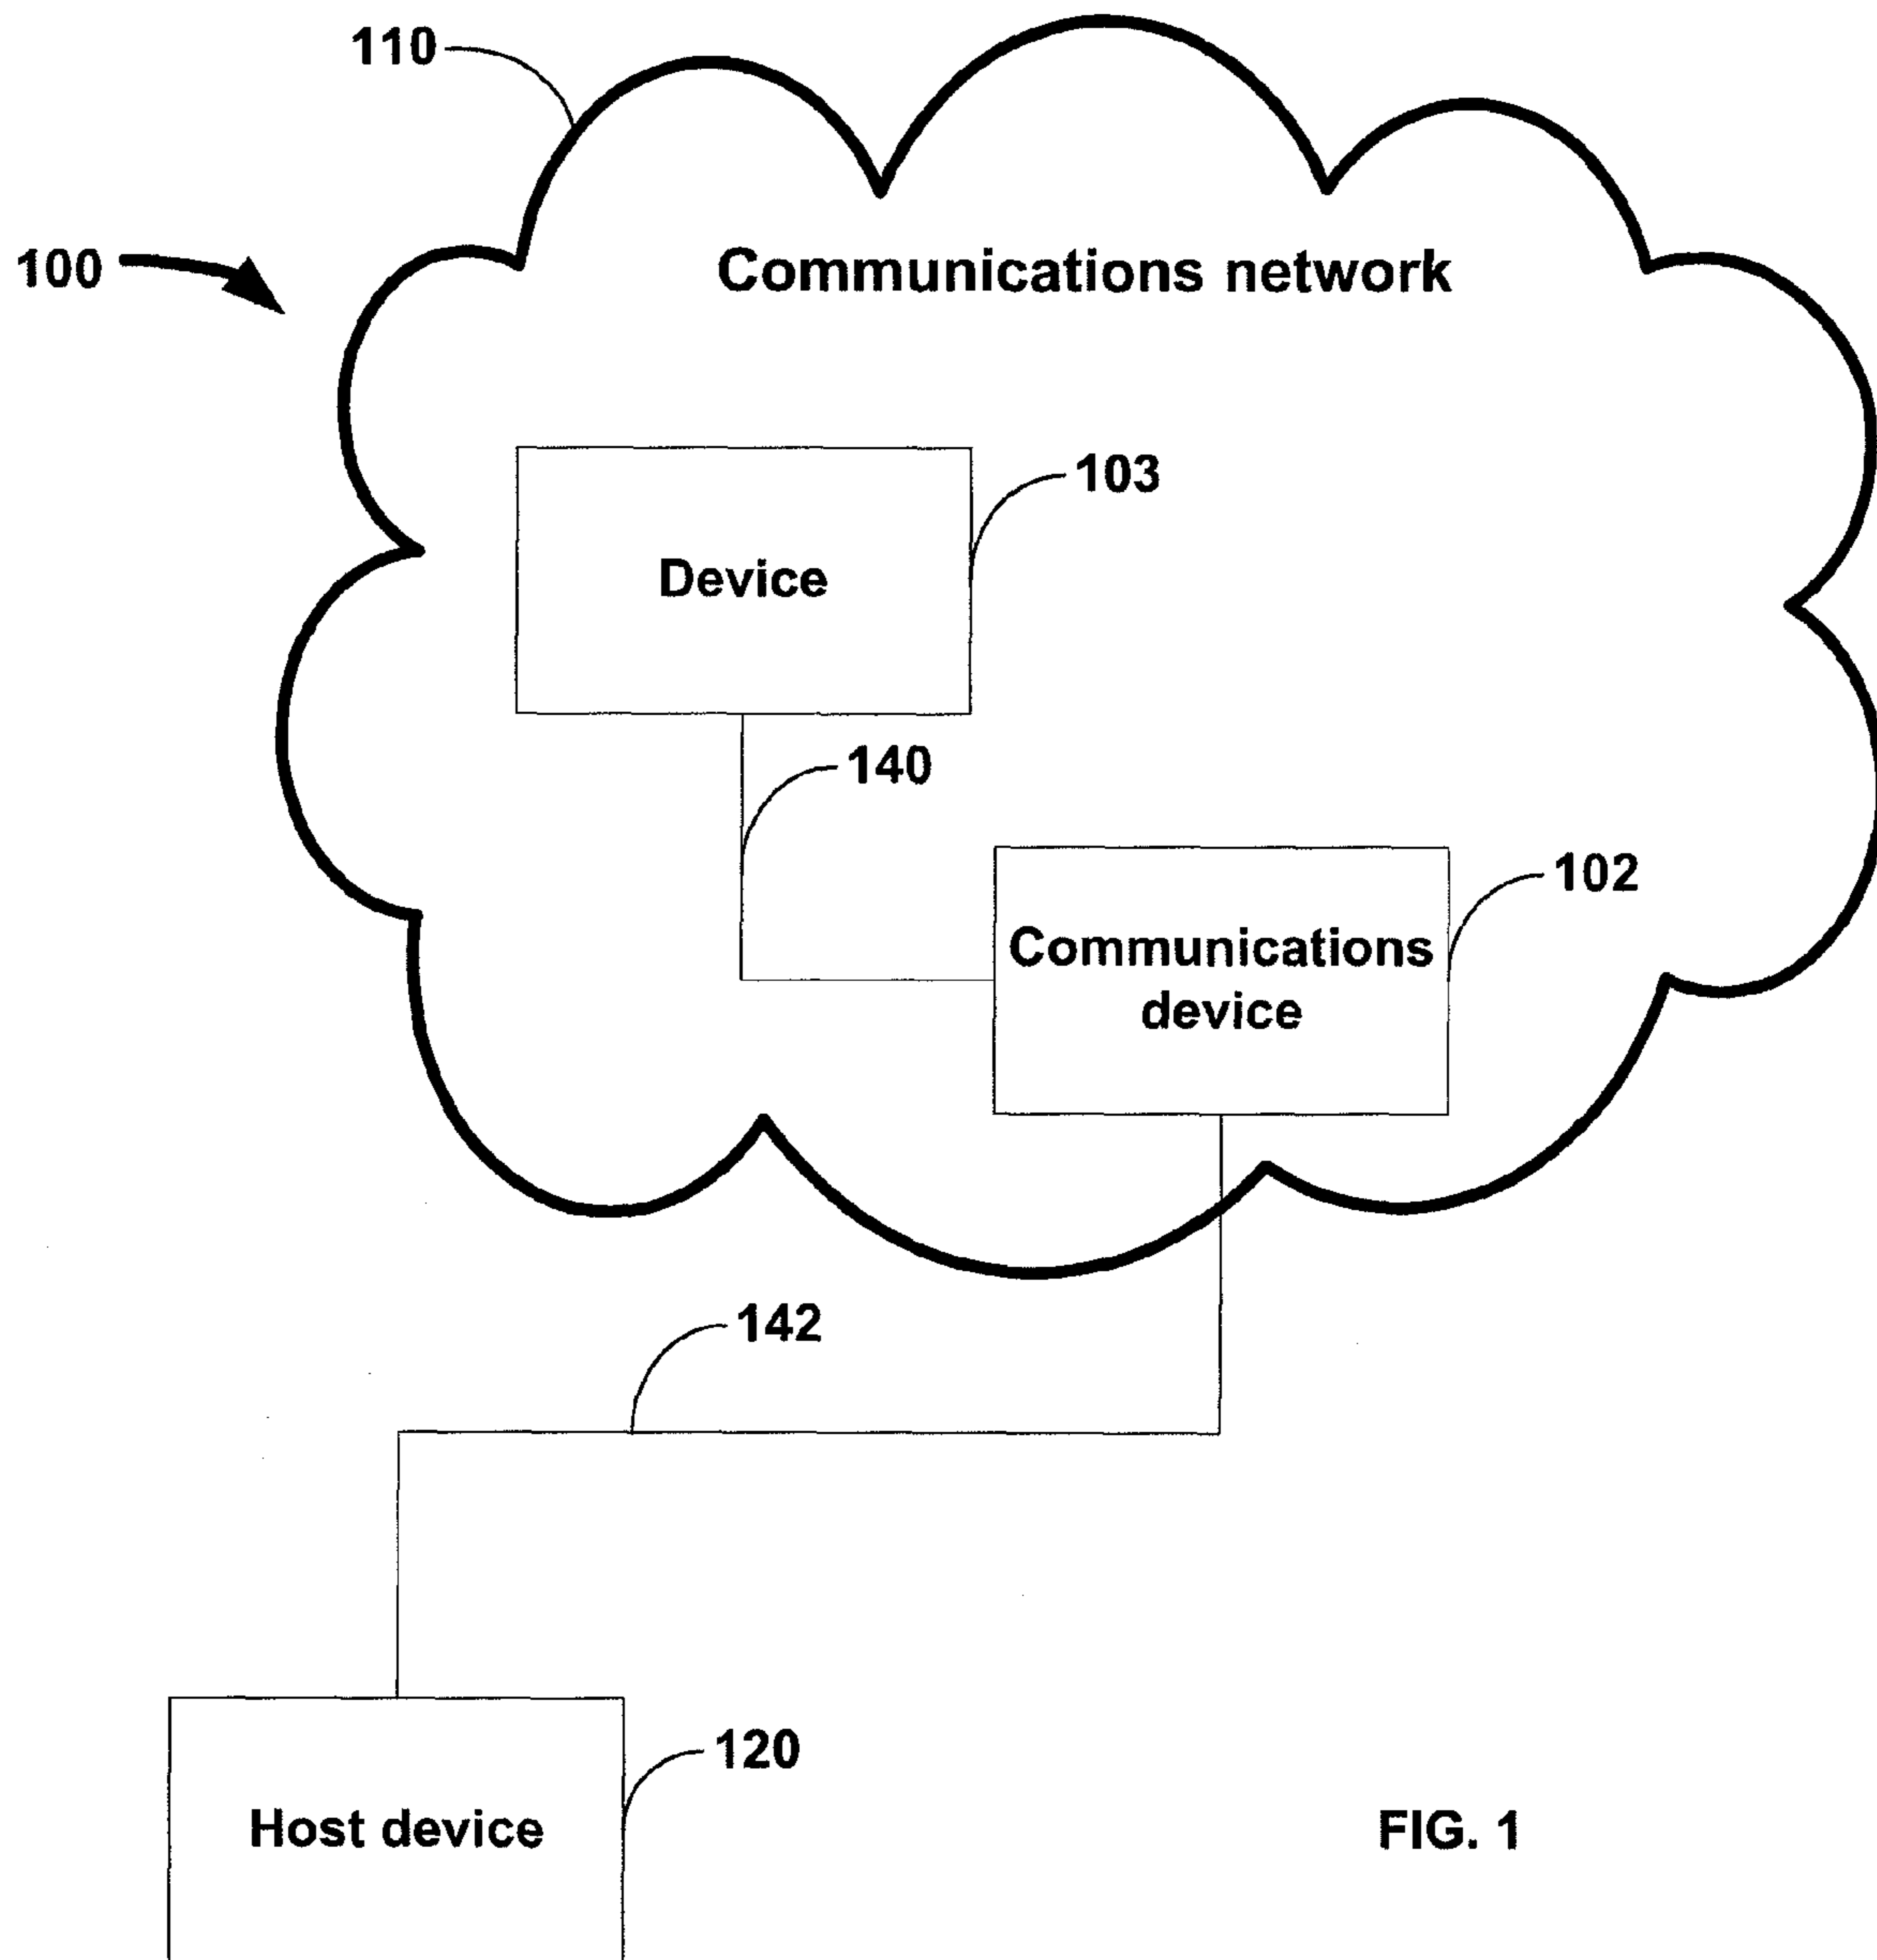 110
100
Communications network
103
Device
140
102
Communications
device
142
120
Host device
FIG. 1